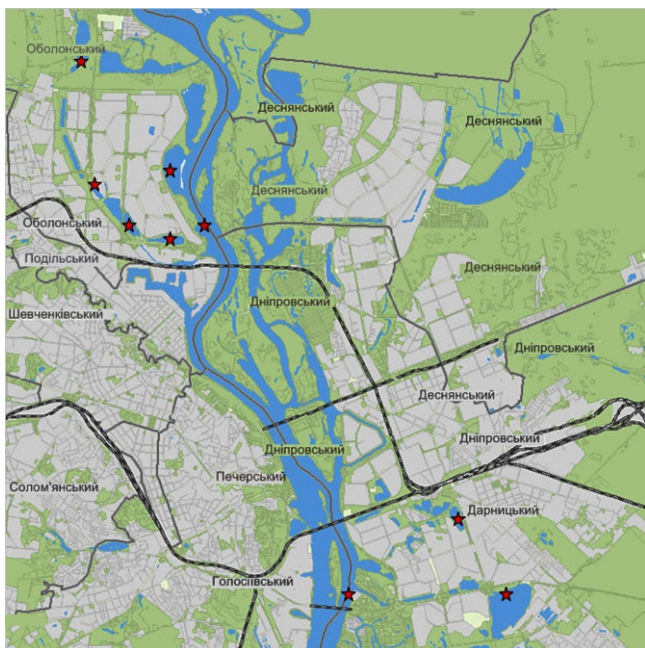 Оболонський
Деснянський
Деснянський
Деснянський
Оболонський
Подільський
Деснянський
Дніпровський
Шевченківський
Дніпровський
Деснянський
Дніпровський
Дніпровський
Печерський
Солом'янський
Дарницький
Голосіївський